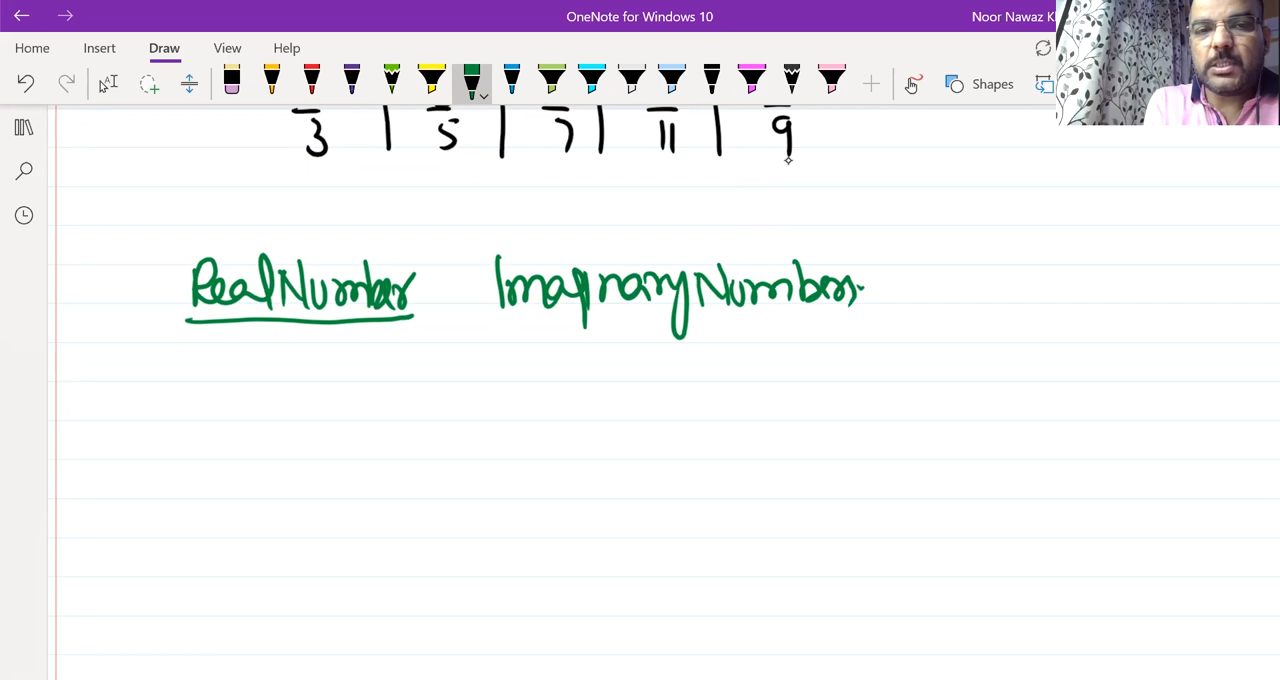 OneNote for Windows 10
Noor Nawaz K
Home Insert Draw View Help
Shapes
3 | 5 | 7 | 11 | 9
Real Number Imaginary Numbers.